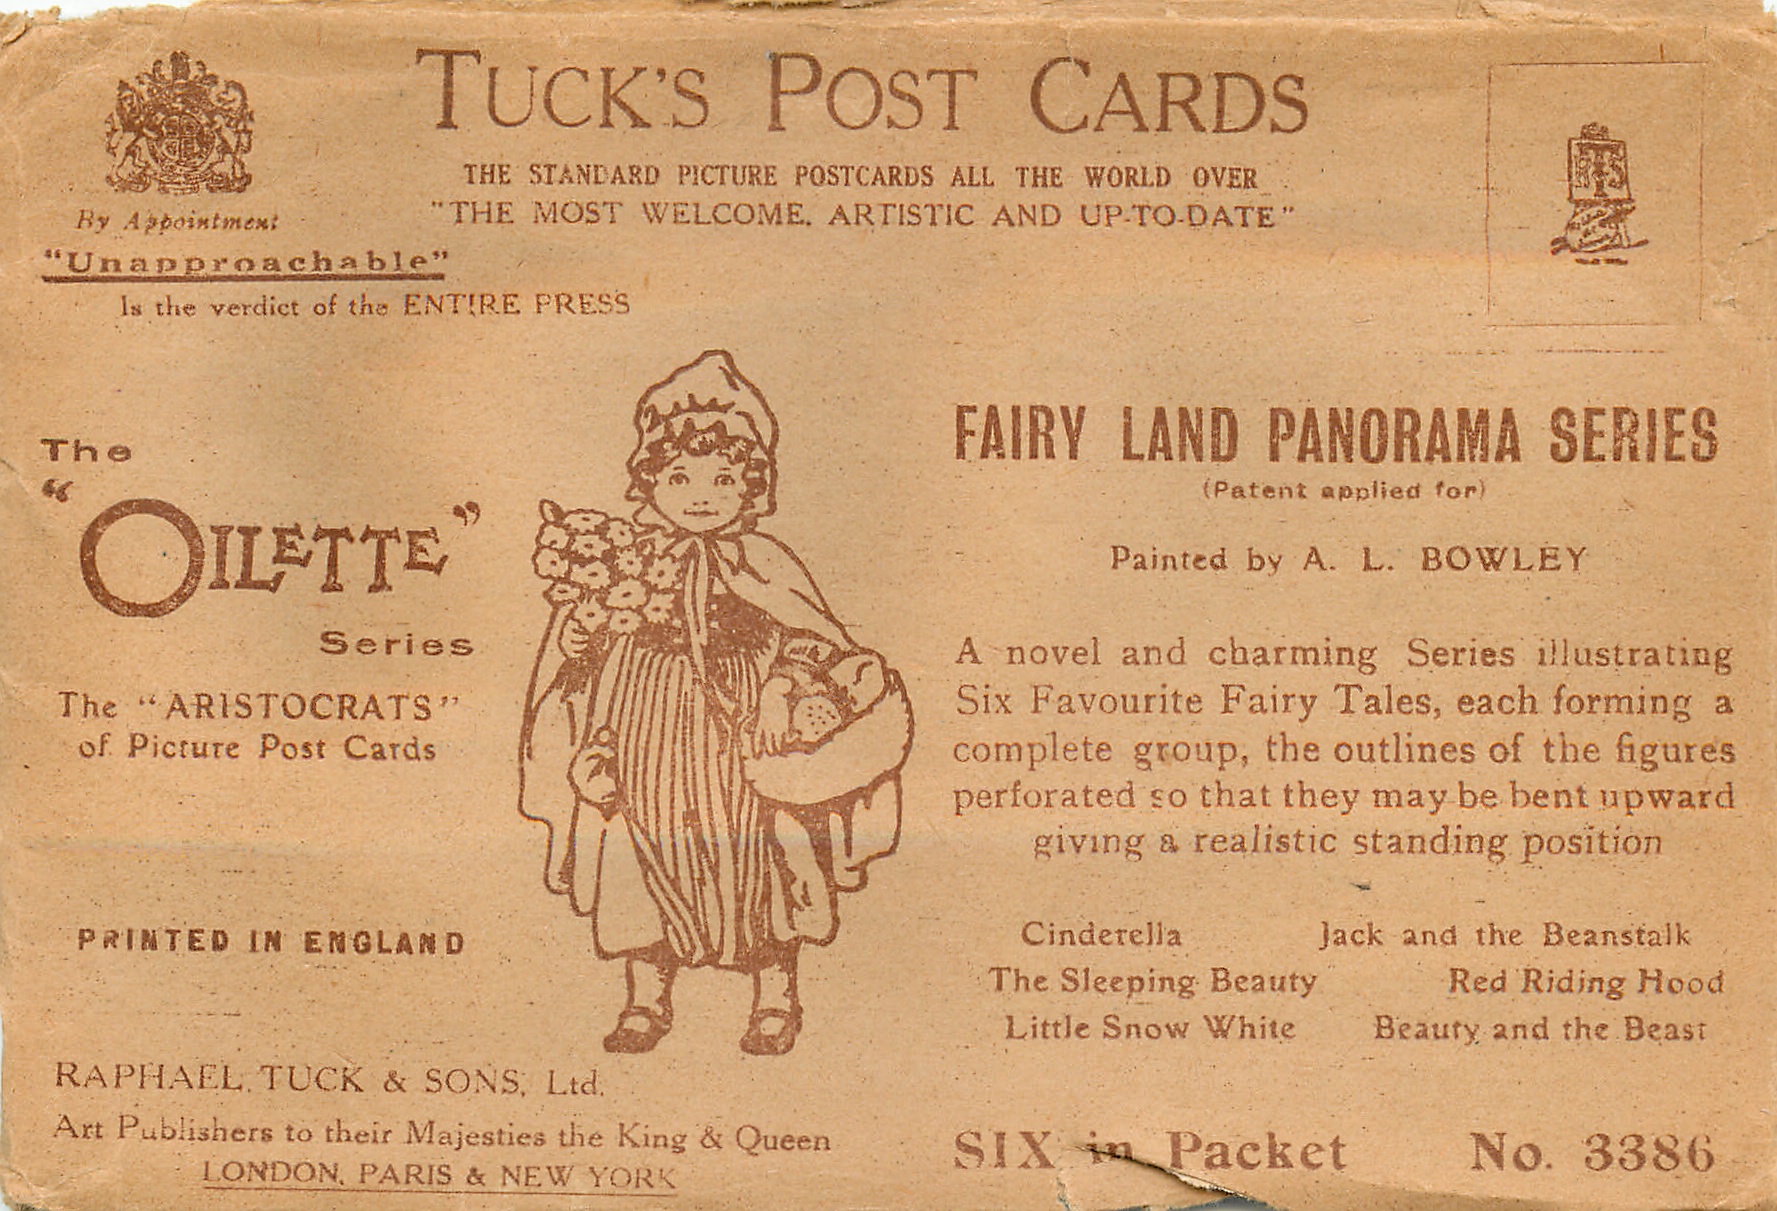 TUCK'S POST CARDS
THE STANDARD PICTURE POSTCARDS ALL THE WORLD OVER
"THE MOST WELCOME, ARTISTIC AND UP-TO-DATE"
By Appointment
"Unapproachable"
Is the verdict of the ENTIRE PRESS
The
"OILETTE"
Series
The "ARISTOCRATS"
of Picture Post Cards
PRINTED IN ENGLAND
RAPHAEL TUCK & SONS, Ltd.
Art Publishers to their Majesties the King & Queen
LONDON, PARIS & NEW YORK
FAIRY LAND PANORAMA SERIES
(Patent applied for)
Painted by A. L. BOWLEY
A novel and charming Series illustrating
Six Favourite Fairy Tales, each forming a
complete group, the outlines of the figures
perforated so that they may be bent upward
giving a realistic standing position
Cinderella Jack and the Beanstalk
The Sleeping Beauty Red Riding Hood
Little Snow White Beauty and the Beast
SIX in Packet No. 3386